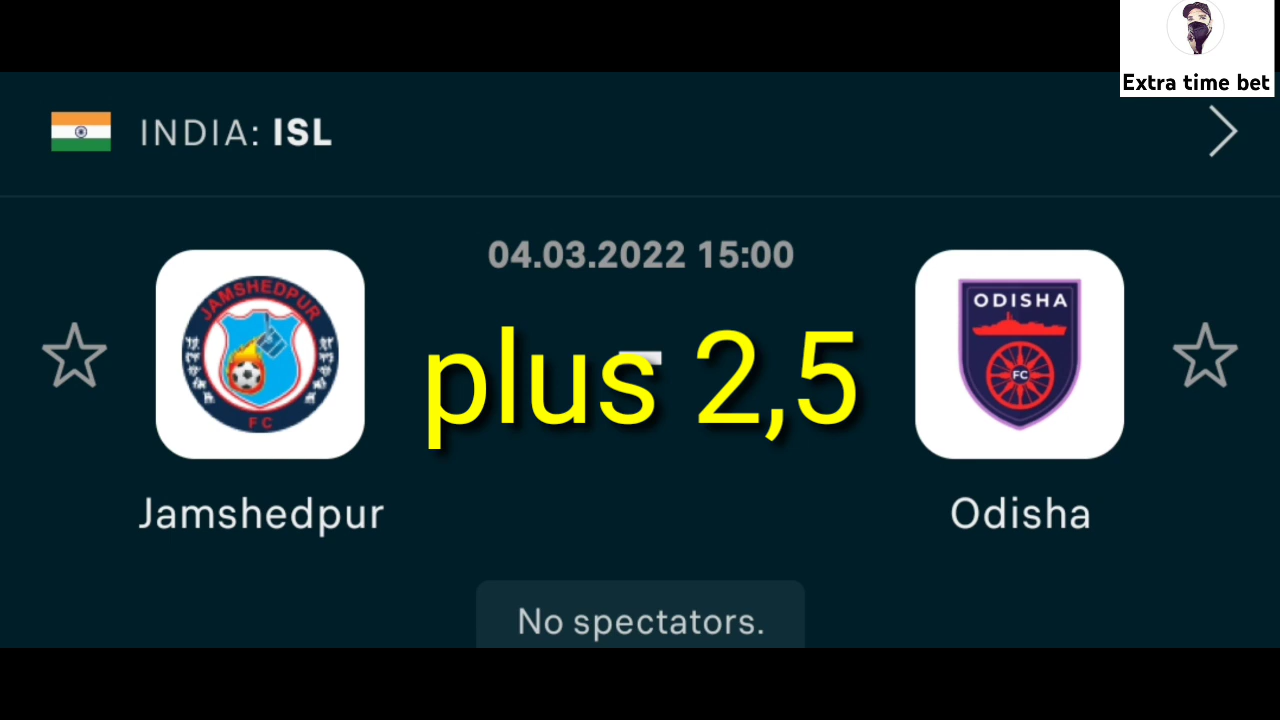 Extra time bet
INDIA: ISL
04.03.2022 15:00
JAMSHEDPUR
FC
plus 2,5
ODISHA
FC
Jamshedpur
Odisha
No spectators.